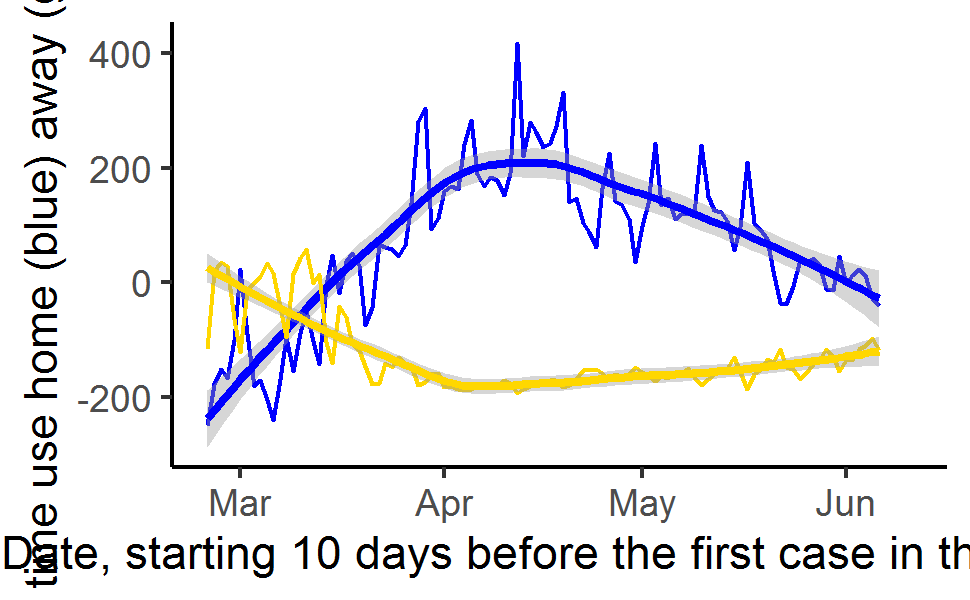 time use home (blue) away (
400
200
0
-200
Mar Apr May Jun
Date, starting 10 days before the first case in th